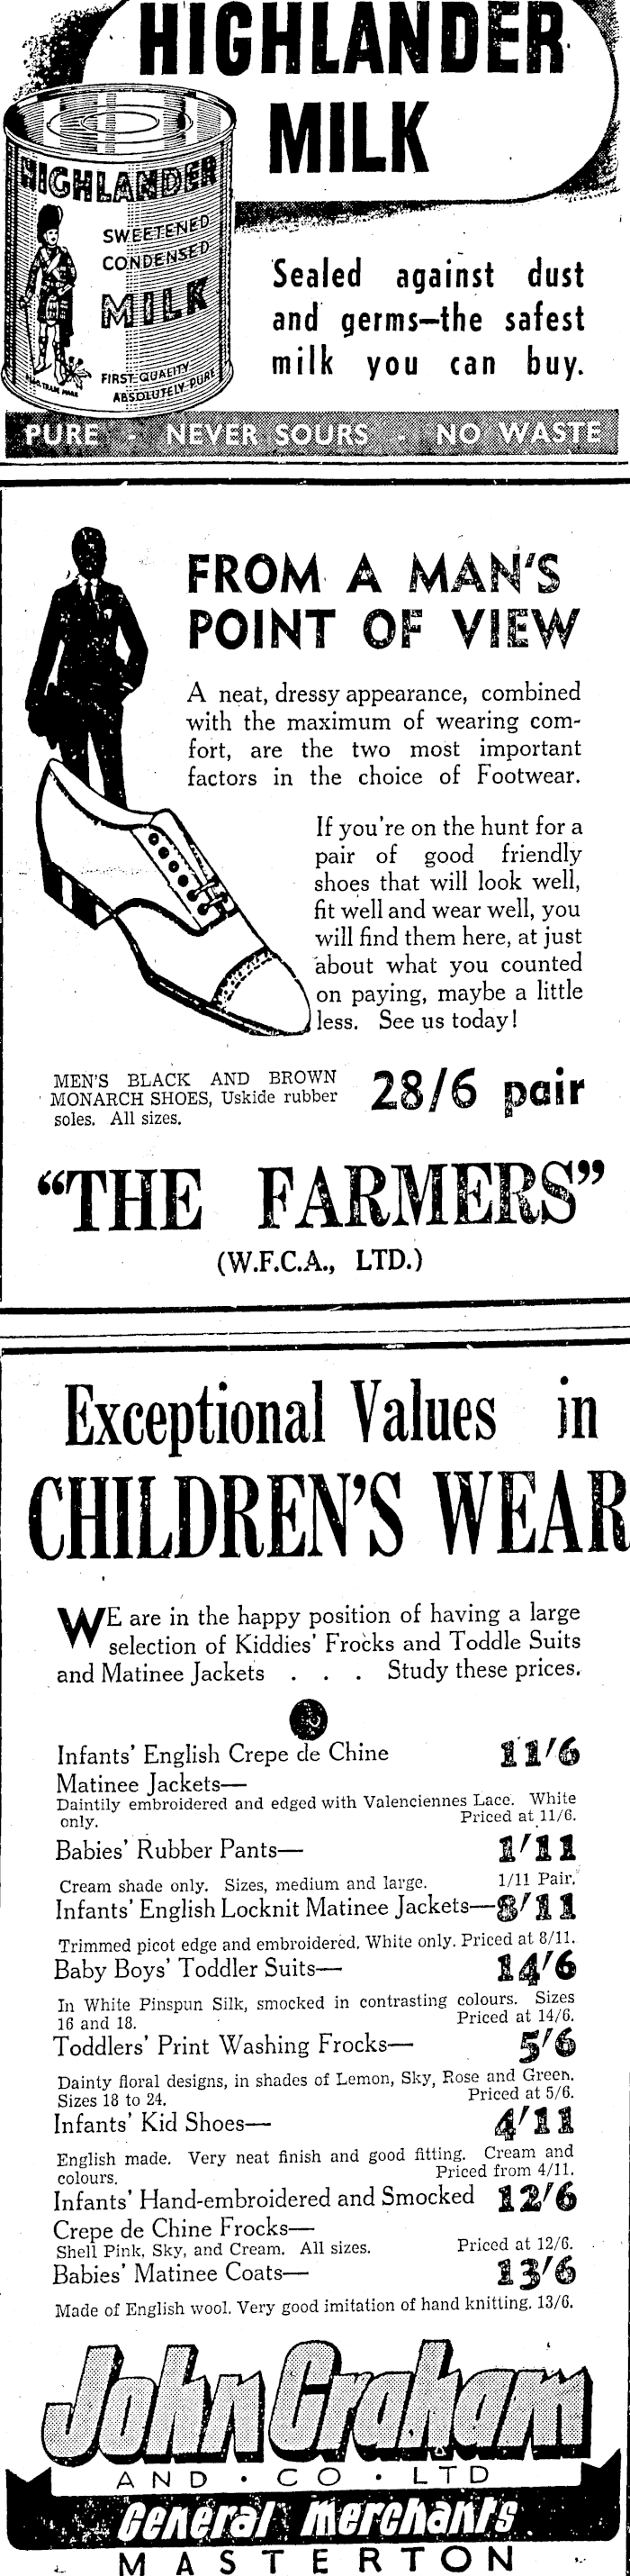 HIGHLANDER
MILK
HIGHLANDER
SWEETENED
CONDENSED
MILK
FIRST QUALITY
ABSOLUTELY PURE
TRADE MARK
Sealed against dust
and germs—the safest
milk you can buy.
PURE - NEVER SOURS - NO WASTE
FROM A MAN'S
POINT OF VIEW
A neat, dressy appearance, combined
with the maximum of wearing com-
fort, are the two most important
factors in the choice of Footwear.
If you're on the hunt for a
pair of good friendly
shoes that will look well,
fit well and wear well, you
will find them here, at just
about what you counted
on paying, maybe a little
less. See us today!
MEN'S BLACK AND BROWN
MONARCH SHOES, Uskide rubber
soles. All sizes.
28/6 pair
"THE FARMERS"
(W.F.C.A., LTD.)
Exceptional Values in
CHILDREN'S WEAR
WE are in the happy position of having a large
selection of Kiddies' Frocks and Toddle Suits
and Matinee Jackets . . . Study these prices.
Infants' English Crepe de Chine 11'6
Matinee Jackets—
Daintily embroidered and edged with Valenciennes Lace. White
only. Priced at 11/6.
Babies' Rubber Pants— 1'11
Cream shade only. Sizes, medium and large. 1/11 Pair.
Infants' English Locknit Matinee Jackets— 8'11
Trimmed picot edge and embroidered. White only. Priced at 8/11.
Baby Boys' Toddler Suits— 14'6
In White Pinspun Silk, smocked in contrasting colours. Sizes
16 and 18. Priced at 14/6.
Toddlers' Print Washing Frocks— 5'6
Dainty floral designs, in shades of Lemon, Sky, Rose and Green.
Sizes 18 to 24. Priced at 5/6.
Infants' Kid Shoes— 4'11
English made. Very neat finish and good fitting. Cream and
colours. Priced from 4/11.
Infants' Hand-embroidered and Smocked 12'6
Crepe de Chine Frocks—
Shell Pink, Sky, and Cream. All sizes. Priced at 12/6.
Babies' Matinee Coats— 13'6
Made of English wool. Very good imitation of hand knitting. 13/6.
John Graham
AND · CO · LTD
General Merchants
MASTERTON